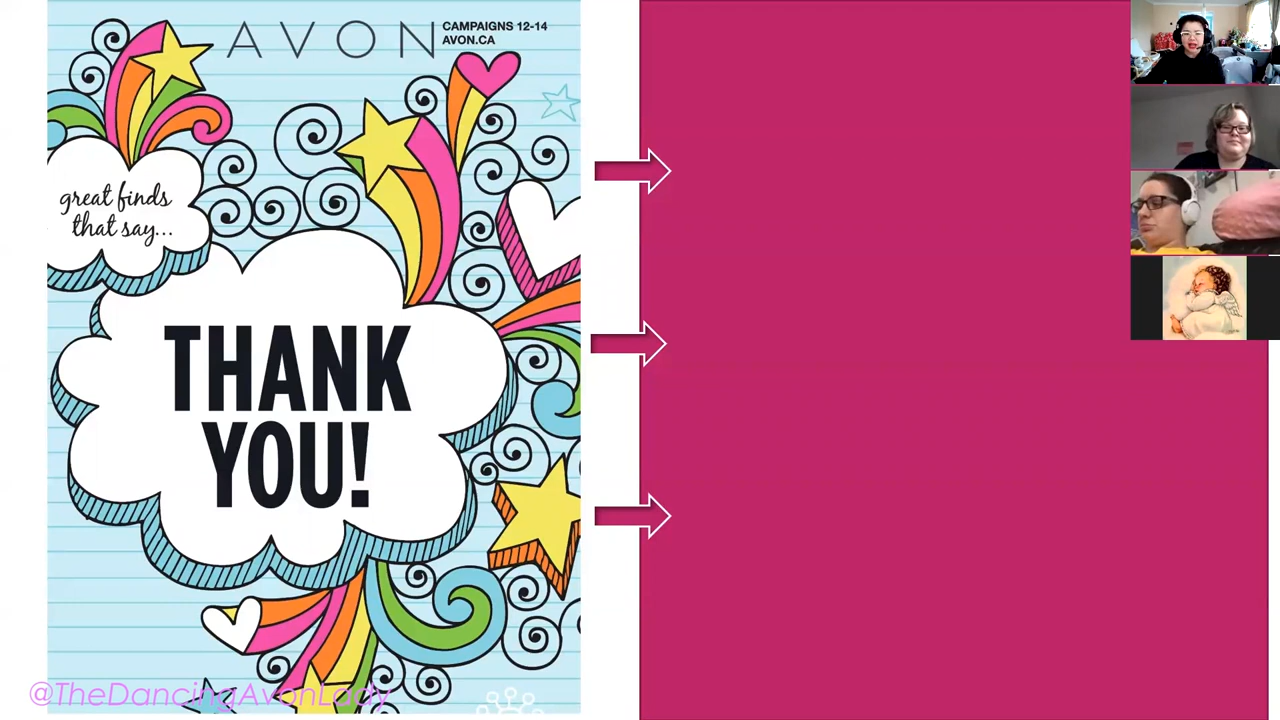 AVON
CAMPAIGNS 12-14
AVON.CA
great finds
that say...
THANK
YOU!
@TheDancingAvonLady